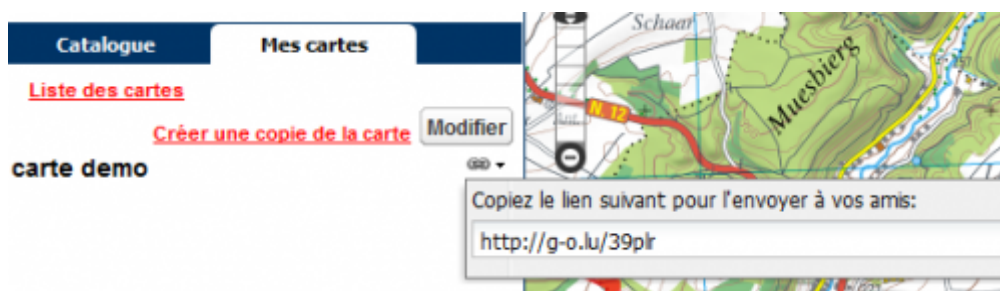 Catalogue
Mes cartes
Liste des cartes
Créer une copie de la carte
Modifier
carte demo
Copiez le lien suivant pour l'envoyer à vos amis:
http://g-o.lu/39plr
Schaar
Muesbierg
N. 12